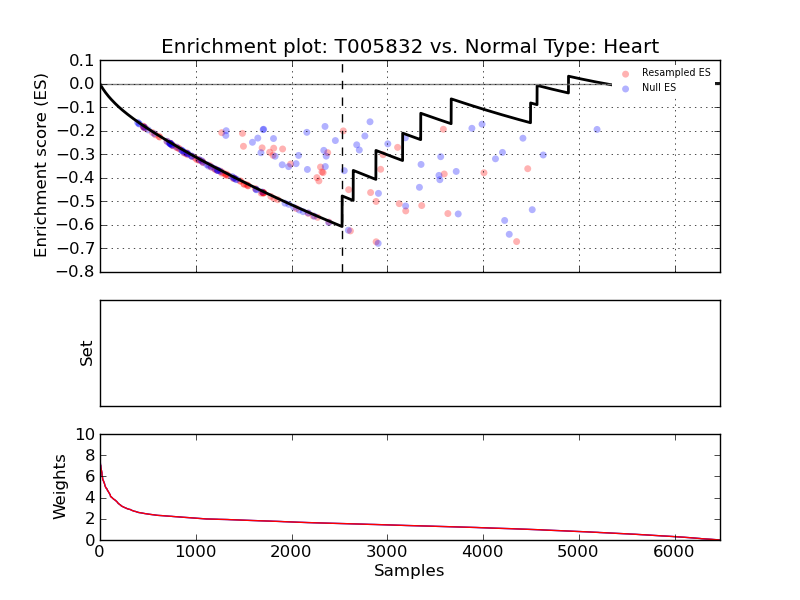 Enrichment plot: T005832 vs. Normal Type: Heart
Enrichment score (ES)
0.1
0.0
−0.1
−0.2
−0.3
−0.4
−0.5
−0.6
−0.7
−0.8
Resampled ES
Null ES
Set
Weights
10
8
6
4
2
0
0 1000 2000 3000 4000 5000 6000
Samples